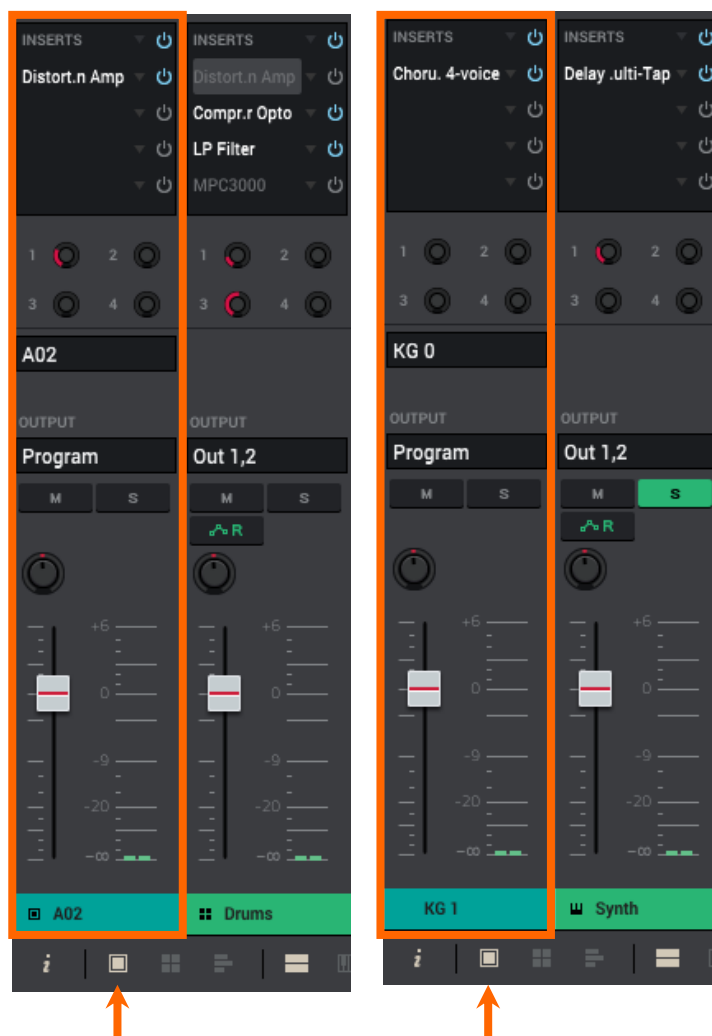 INSERTS
Distort.n Amp
1 2
3 4
A02
OUTPUT
Program
M S
+6
0
-9
-20
-∞
A02
i
INSERTS
Distort.n Amp
Compr.r Opto
LP Filter
MPC3000
1 2
3 4
OUTPUT
Out 1,2
M S
R
+6
0
-9
-20
-∞
Drums
INSERTS
Choru. 4-voice
1 2
3 4
KG 0
OUTPUT
Program
M S
+6
0
-9
-20
-∞
KG 1
i
INSERTS
Delay .ulti-Tap
1 2
3 4
OUTPUT
Out 1,2
M S
R
+6
0
-9
-20
-∞
Synth